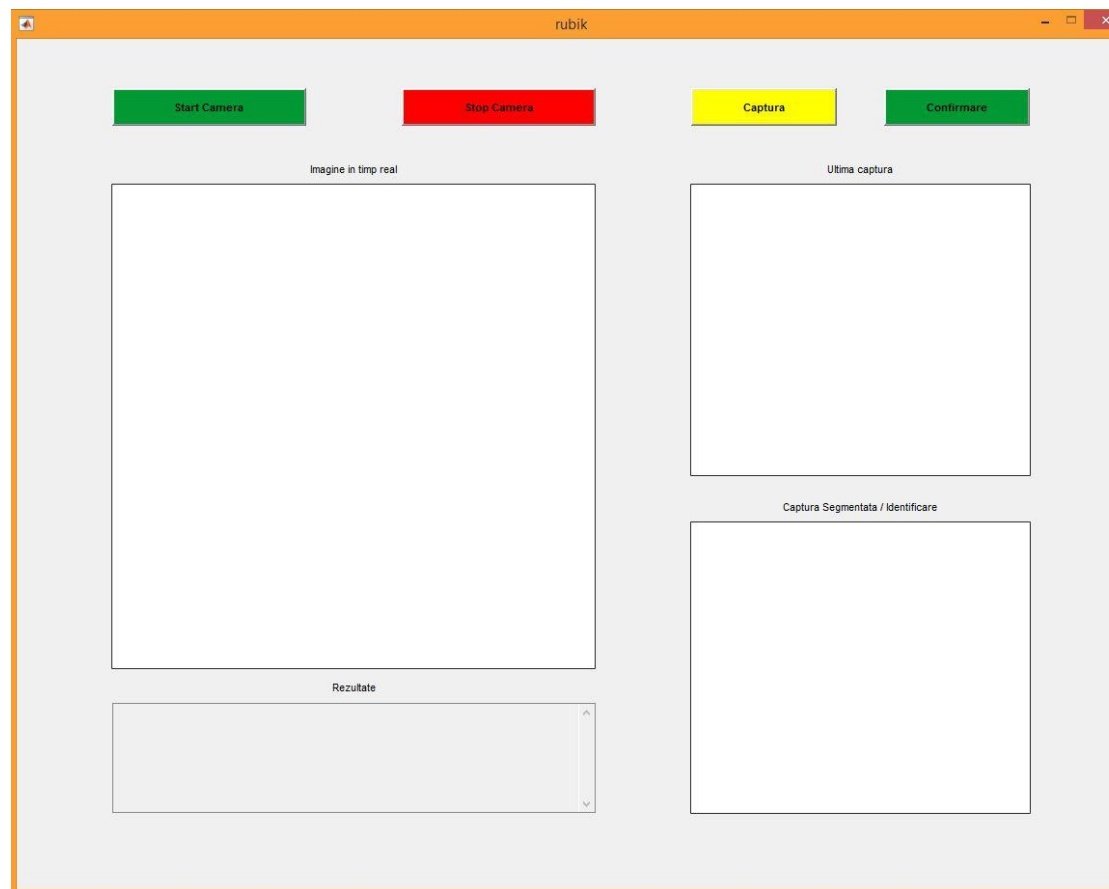 rubik
Start Camera
Stop Camera
Captura
Confirmare
Imagine in timp real
Ultima captura
Captura Segmentata / Identificare
Rezultate